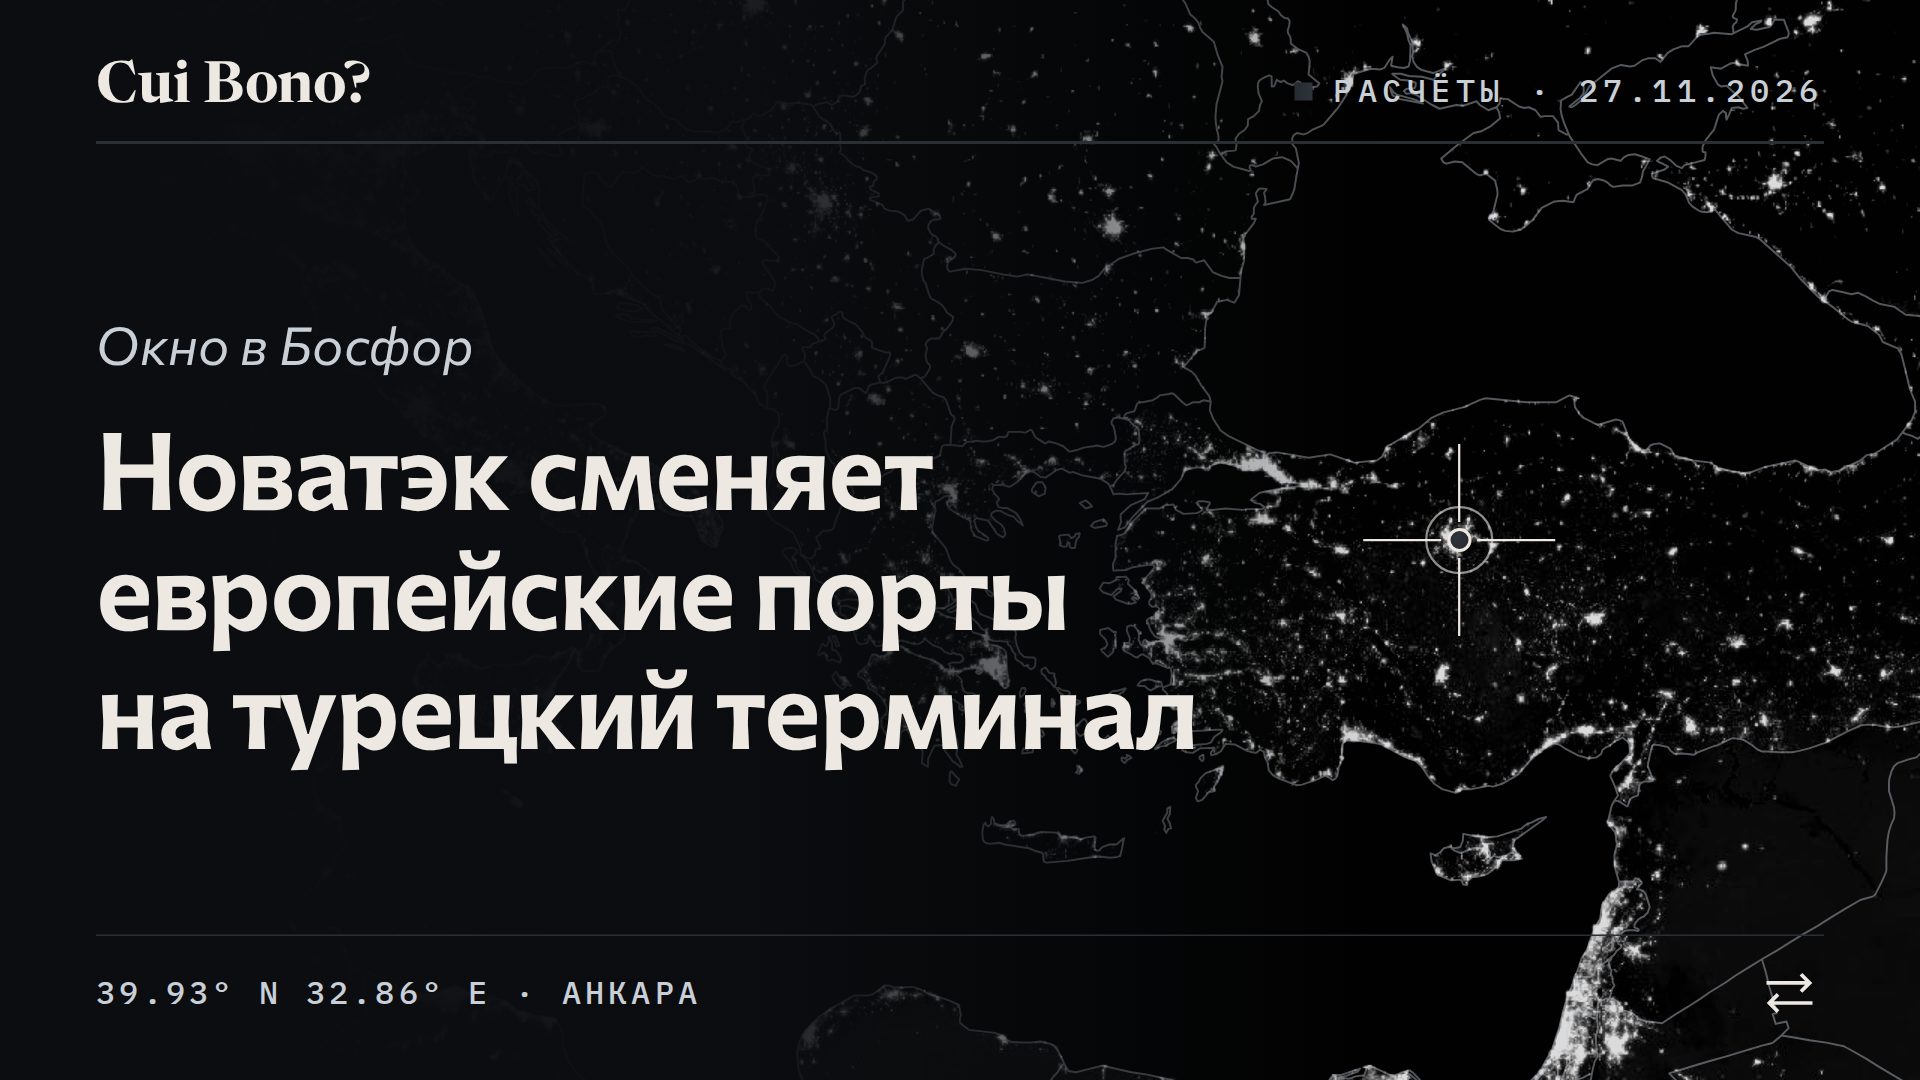 Cui Bono?
РАСЧЁТЫ · 27.11.2026
Окно в Босфор
Новатэк сменяет
европейские порты
на турецкий терминал
39.93° N 32.86° E · АНКАРА